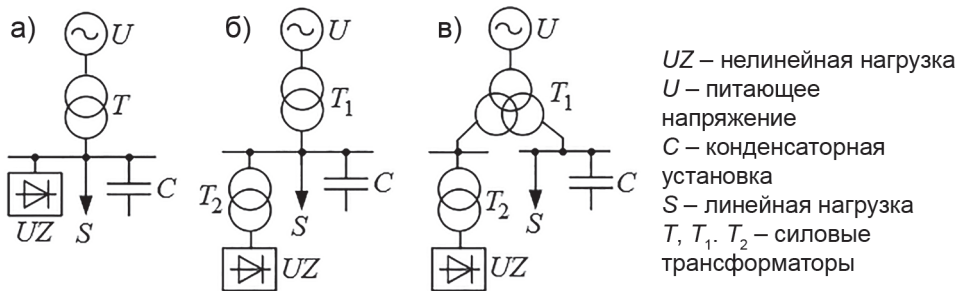 а) U
T
C
UZ S
б) U
T1
T2 C
S
UZ
в) U
T1
T2 C
S
UZ
UZ – нелинейная нагрузка
U – питающее
напряжение
C – конденсаторная
установка
S – линейная нагрузка
T, T1. T2 – силовые
трансформаторы